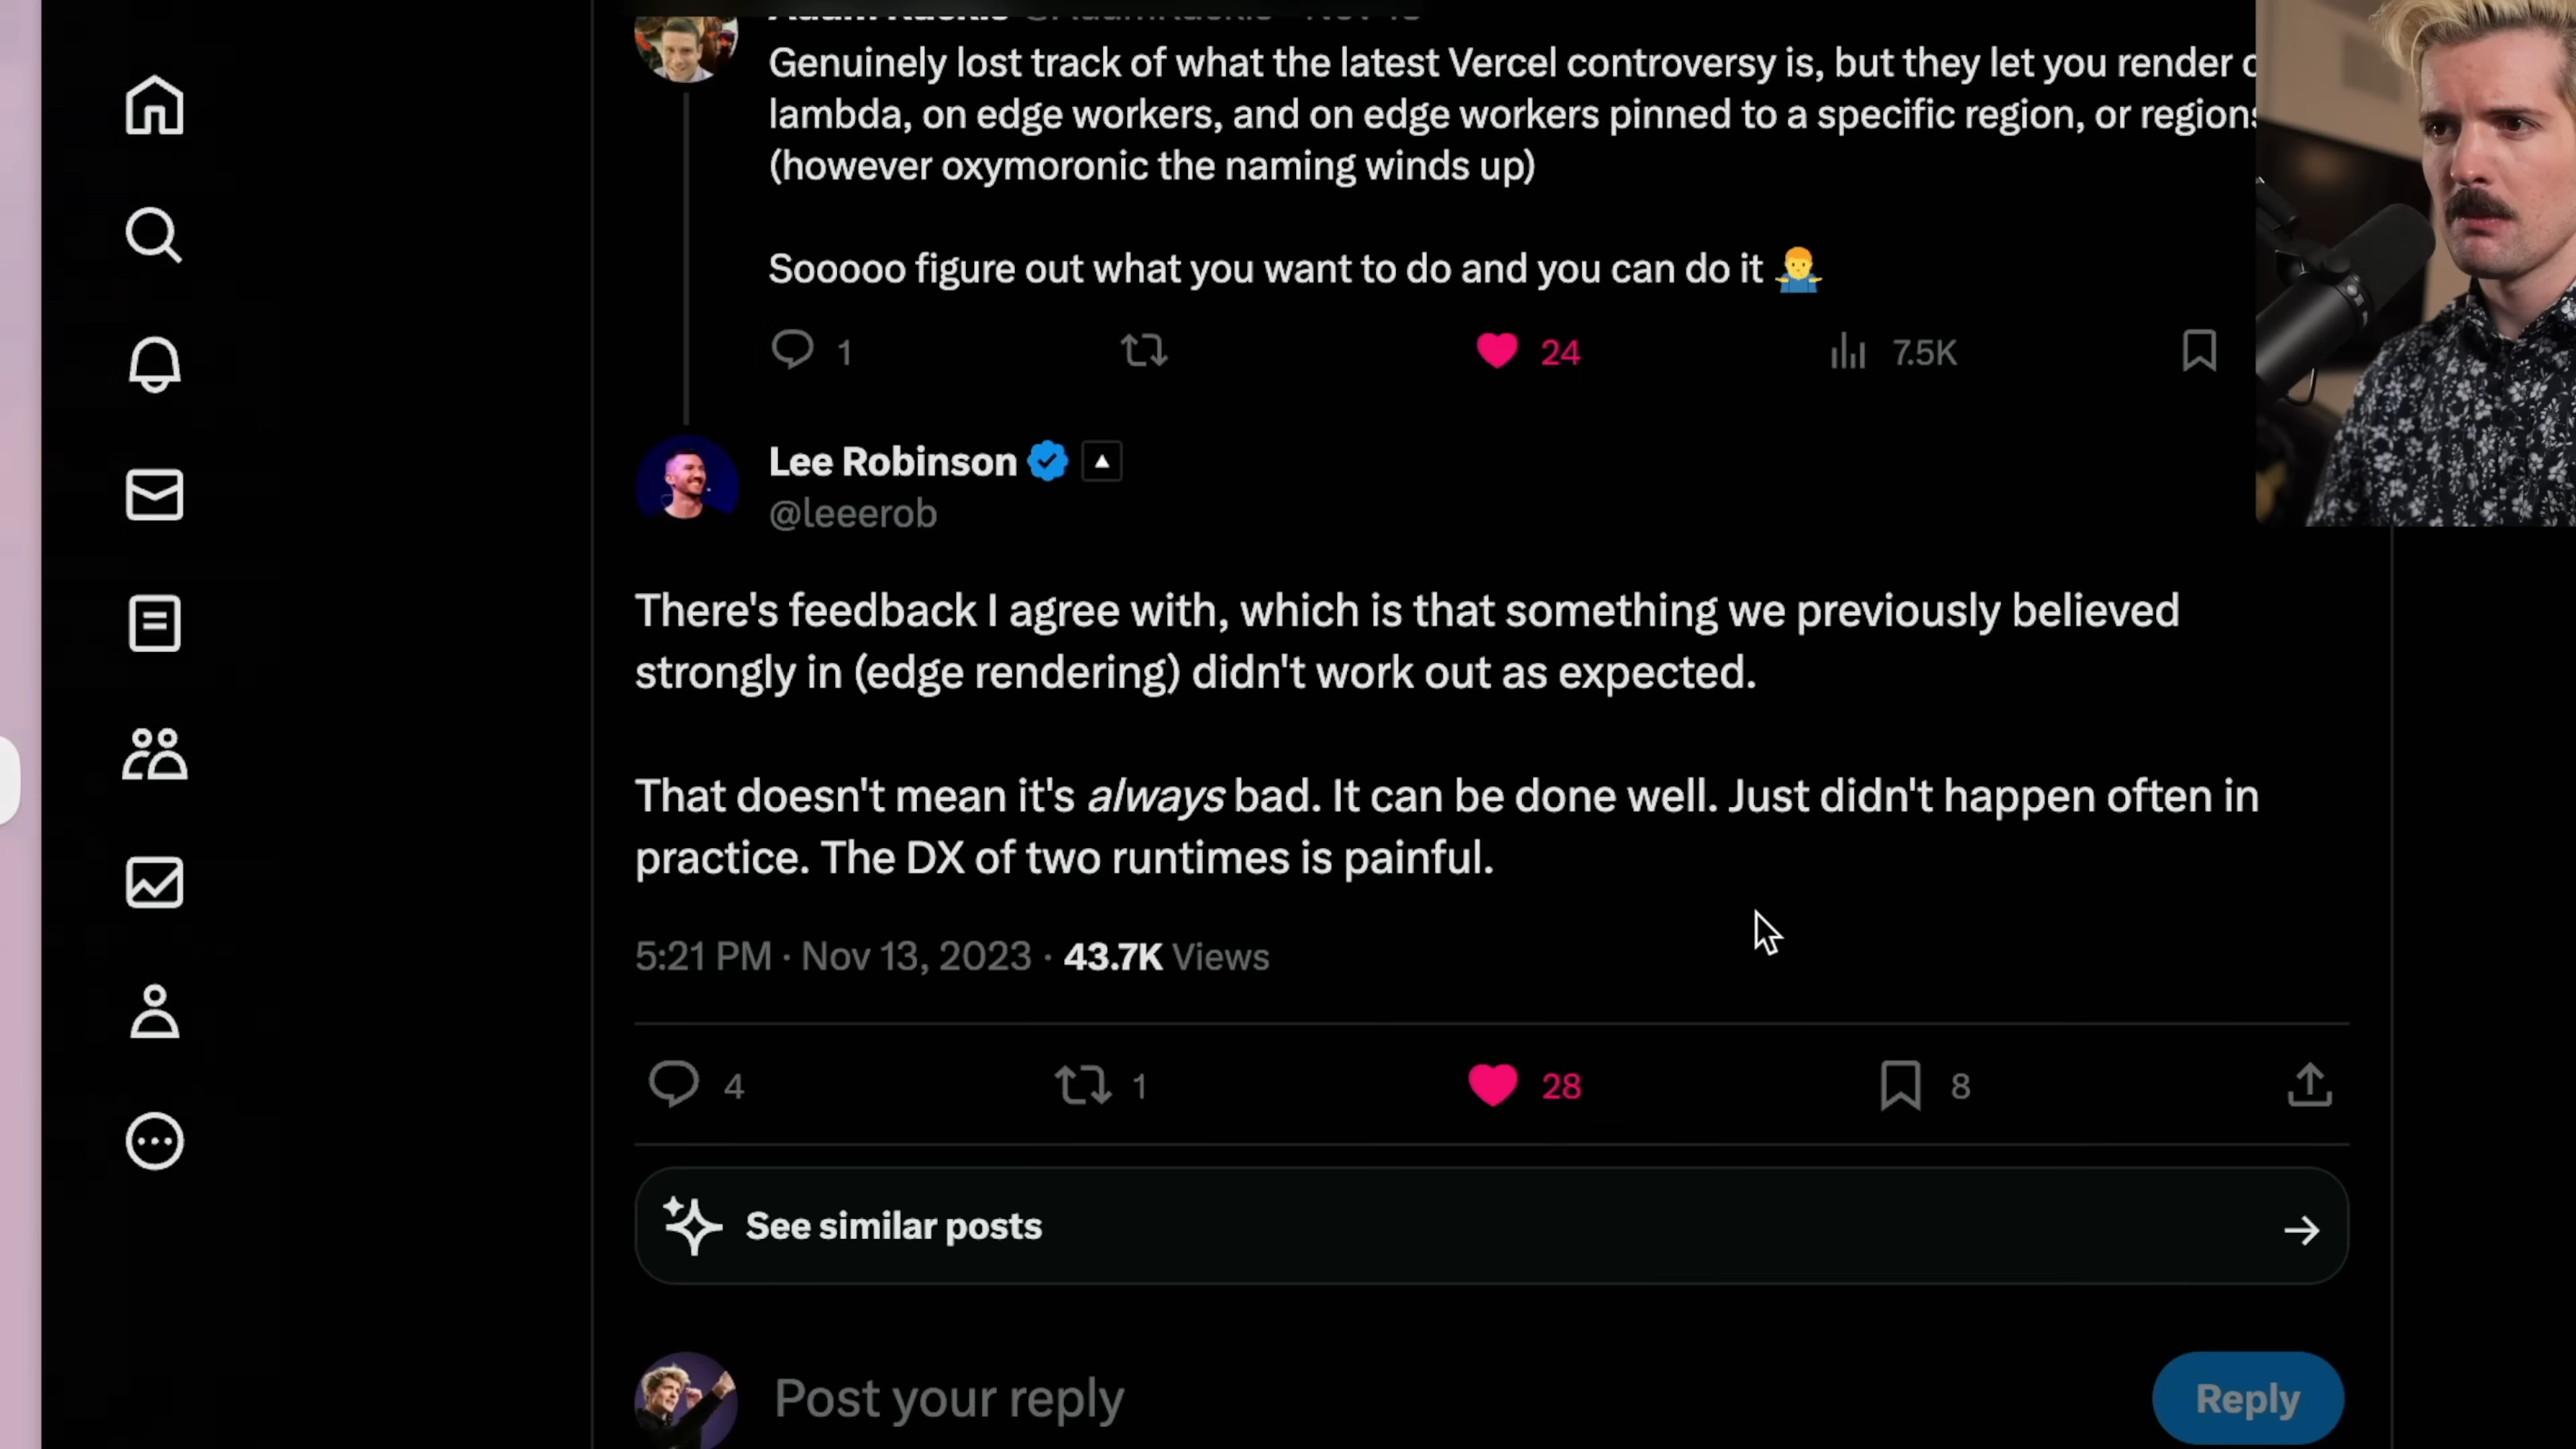 Genuinely lost track of what the latest Vercel controversy is, but they let you render
lambda, on edge workers, and on edge workers pinned to a specific region, or regions
(however oxymoronic the naming winds up)
Sooooo figure out what you want to do and you can do it 🤷‍♂️
1 24 7.5K
Lee Robinson
@leeerob
There's feedback I agree with, which is that something we previously believed
strongly in (edge rendering) didn't work out as expected.
That doesn't mean it's always bad. It can be done well. Just didn't happen often in
practice. The DX of two runtimes is painful.
5:21 PM · Nov 13, 2023 · 43.7K Views
4 1 28 8
See similar posts
Post your reply
Reply